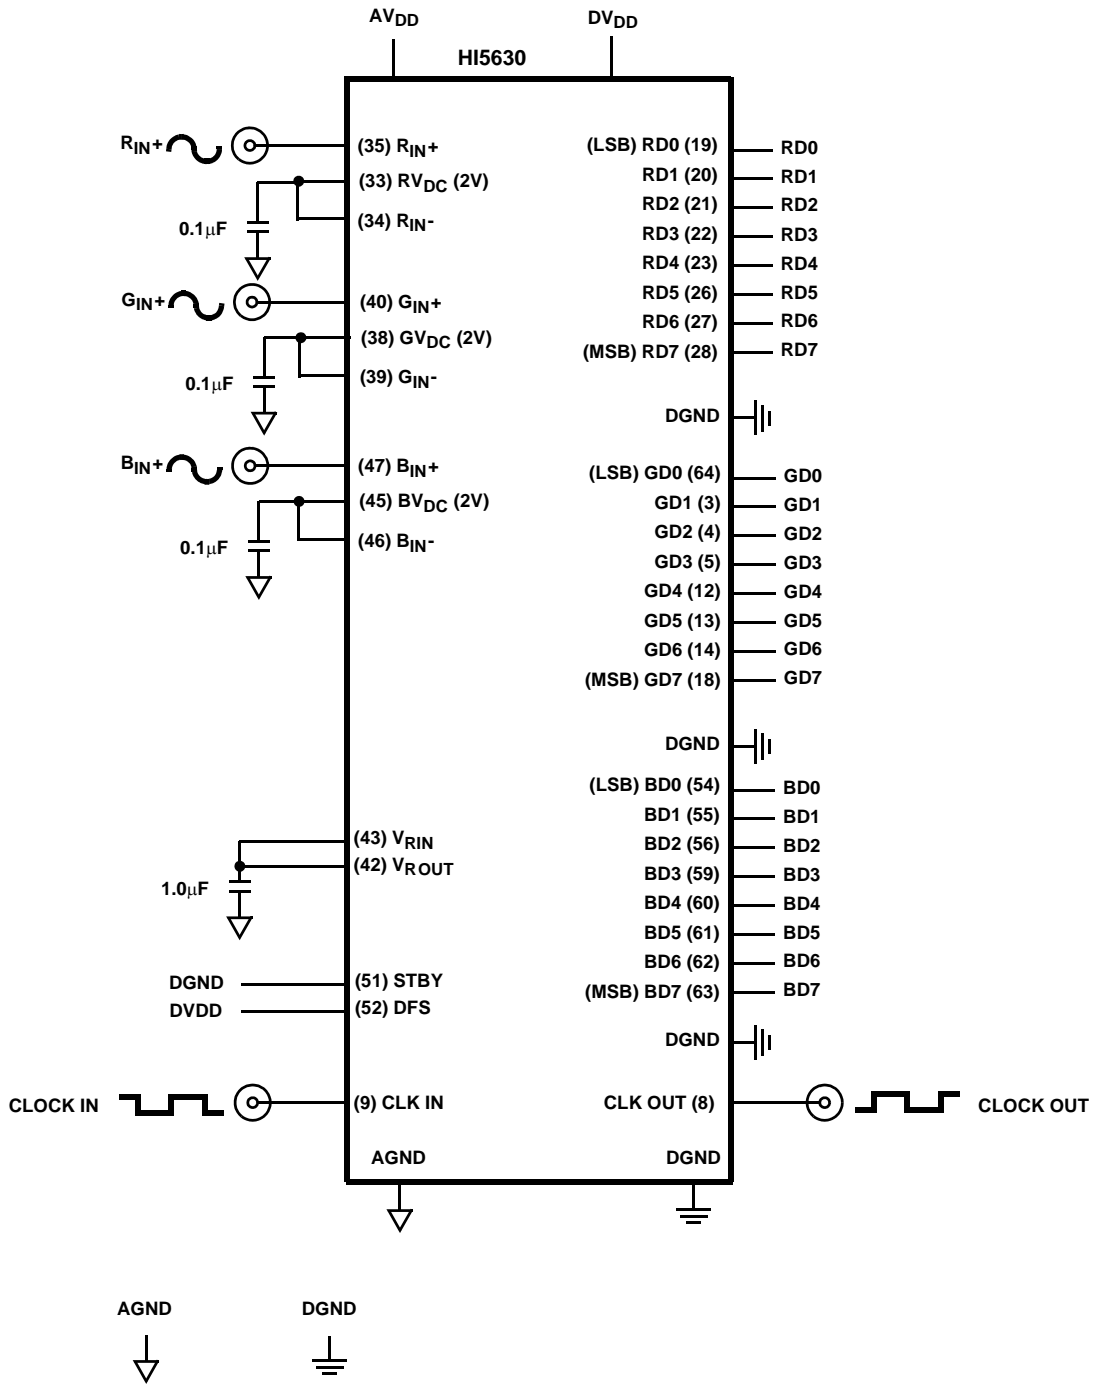 AVDD
DVDD
HI5630
RIN+
(35) RIN+
(33) RVDC (2V)
(34) RIN-
0.1µF
GIN+
(40) GIN+
(38) GVDC (2V)
(39) GIN-
0.1µF
BIN+
(47) BIN+
(45) BVDC (2V)
(46) BIN-
0.1µF
(43) VRIN
(42) VROUT
1.0µF
DGND
(51) STBY
DVDD
(52) DFS
CLOCK IN
(9) CLK IN
AGND
(LSB) RD0 (19)
RD0
RD1 (20)
RD1
RD2 (21)
RD2
RD3 (22)
RD3
RD4 (23)
RD4
RD5 (26)
RD5
RD6 (27)
RD6
(MSB) RD7 (28)
RD7
DGND
(LSB) GD0 (64)
GD0
GD1 (3)
GD1
GD2 (4)
GD2
GD3 (5)
GD3
GD4 (12)
GD4
GD5 (13)
GD5
GD6 (14)
GD6
(MSB) GD7 (18)
GD7
DGND
(LSB) BD0 (54)
BD0
BD1 (55)
BD1
BD2 (56)
BD2
BD3 (59)
BD3
BD4 (60)
BD4
BD5 (61)
BD5
BD6 (62)
BD6
(MSB) BD7 (63)
BD7
DGND
CLK OUT (8)
CLOCK OUT
DGND
AGND
DGND